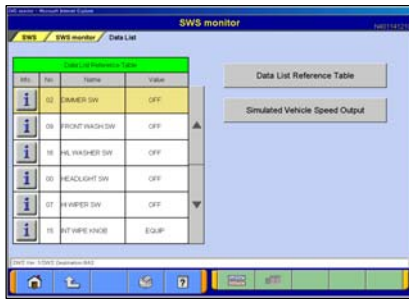 SWS monitor
SWS
SWS monitor
Data List
Data List Reference Table
Info.
No.
Name
Value
02 DIMMER SW OFF
09 FRONT WASH SW OFF
16 H/L WASHER SW OFF
00 HEADLIGHT SW OFF
07 HI WIPER SW OFF
15 INT WIPE KNOB EQUIP
Data List Reference Table
Simulated Vehicle Speed Output